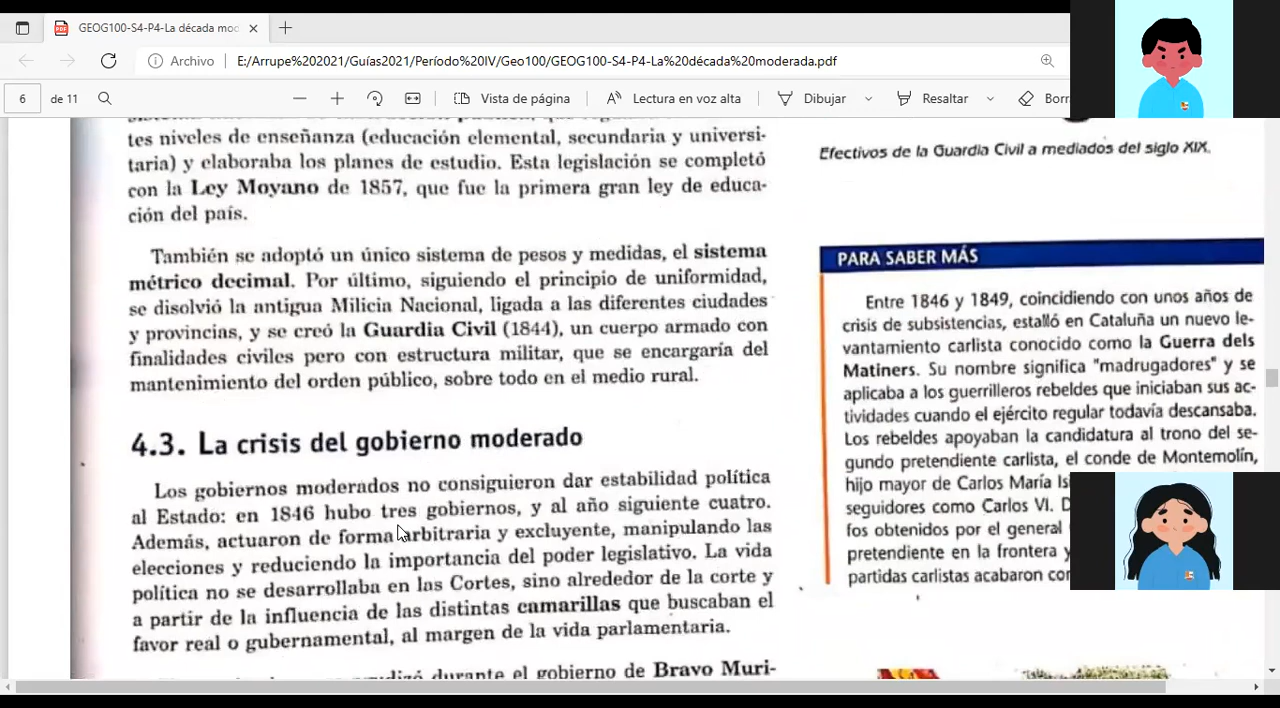 GEOG100-S4-P4-La década mod
Archivo
E:/Arrupe%202021/Guías2021/Periodo%20IV/Geo100/GEOG100-S4-P4-La%20década%20moderada.pdf
6 de 11
Vista de página
Lectura en voz alta
Dibujar
Resaltar
Borr
tes niveles de enseñanza (educación elemental, secundaria y universi-
taria) y elaboraba los planes de estudio. Esta legislación se completó
con la Ley Moyano de 1857, que fue la primera gran ley de educa-
ción del país.
También se adoptó un único sistema de pesos y medidas, el sistema
métrico decimal. Por último, siguiendo el principio de uniformidad,
se disolvió la antigua Milicia Nacional, ligada a las diferentes ciudades
y provincias, y se creó la Guardia Civil (1844), un cuerpo armado con
finalidades civiles pero con estructura militar, que se encargaría del
mantenimiento del orden público, sobre todo en el medio rural.
4.3. La crisis del gobierno moderado
Los gobiernos moderados no consiguieron dar estabilidad política
al Estado: en 1846 hubo tres gobiernos, y al año siguiente cuatro.
Además, actuaron de forma arbitraria y excluyente, manipulando las
elecciones y reduciendo la importancia del poder legislativo. La vida
política no se desarrollaba en las Cortes, sino alrededor de la corte y
a partir de la influencia de las distintas camarillas que buscaban el
favor real o gubernamental, al margen de la vida parlamentaria.
durante el gobierno de Bravo Muri-
Efectivos de la Guardia Civil a mediados del siglo XIX.
PARA SABER MÁS
Entre 1846 y 1849, coincidiendo con unos años de
crisis de subsistencias, estalló en Cataluña un nuevo le-
vantamiento carlista conocido como la Guerra dels
Matiners. Su nombre significa "madrugadores" y se
aplicaba a los guerrilleros rebeldes que iniciaban sus ac-
tividades cuando el ejército regular todavía descansaba.
Los rebeldes apoyaban la candidatura al trono del se-
gundo pretendiente carlista, el conde de Montemolín,
hijo mayor de Carlos María Is
seguidores como Carlos VI. D
fos obtenidos por el general
pretendiente en la frontera y
partidas carlistas acabaron con